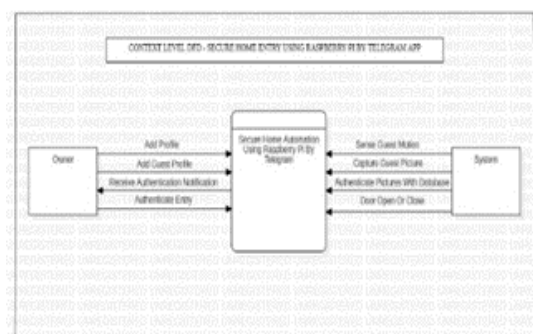 CONTEXT LEVEL DFD - SECURE HOME ENTRY USING RASPBERRY PI BY TELEGRAM APP
Owner
Add Profile
Add Guest Profile
Receive Authentication Notification
Authenticate Entry
Secure Home Automation
Using Raspberry Pi By
Telegram
Sense Guest Motion
Capture Guest Picture
Authenticate Pictures With Database
Door Open Or Close
System
UNREGISTERED